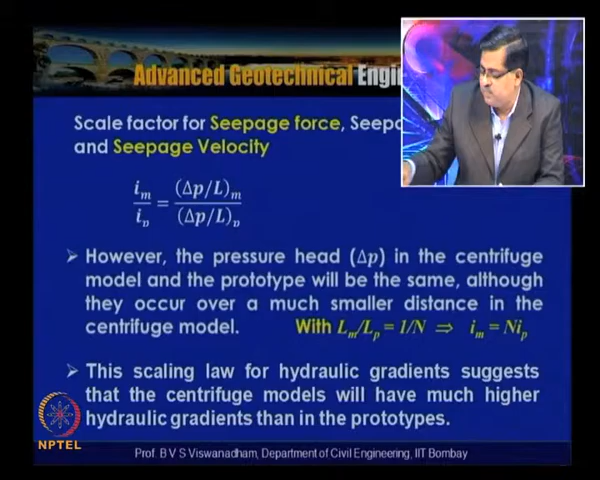 Advanced Geotechnical Engi
Scale factor for Seepage force, Seepa
and Seepage Velocity
i_m/i_p = (Δp/L)_m/(Δp/L)_p
➤ However, the pressure head (Δp) in the centrifuge
model and the prototype will be the same, although
they occur over a much smaller distance in the
centrifuge model. With L_m/L_p = 1/N ⇒ i_m = Ni_p
➤ This scaling law for hydraulic gradients suggests
that the centrifuge models will have much higher
hydraulic gradients than in the prototypes.
NPTEL
Prof. B V S Viswanadham, Department of Civil Engineering, IIT Bombay